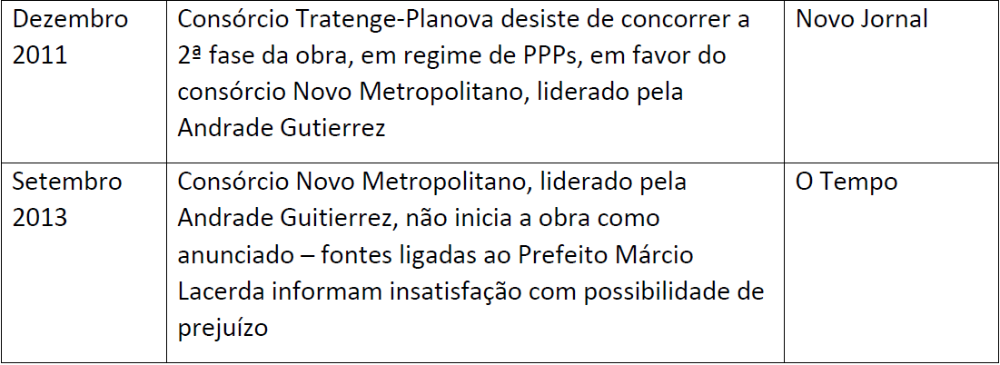 Dezembro
2011
Consórcio Tratenge-Planova desiste de concorrer a
2ª fase da obra, em regime de PPPs, em favor do
consórcio Novo Metropolitano, liderado pela
Andrade Gutierrez
Novo Jornal
Setembro
2013
Consórcio Novo Metropolitano, liderado pela
Andrade Guitierrez, não inicia a obra como
anunciado – fontes ligadas ao Prefeito Márcio
Lacerda informam insatisfação com possibilidade de
prejuízo
O Tempo